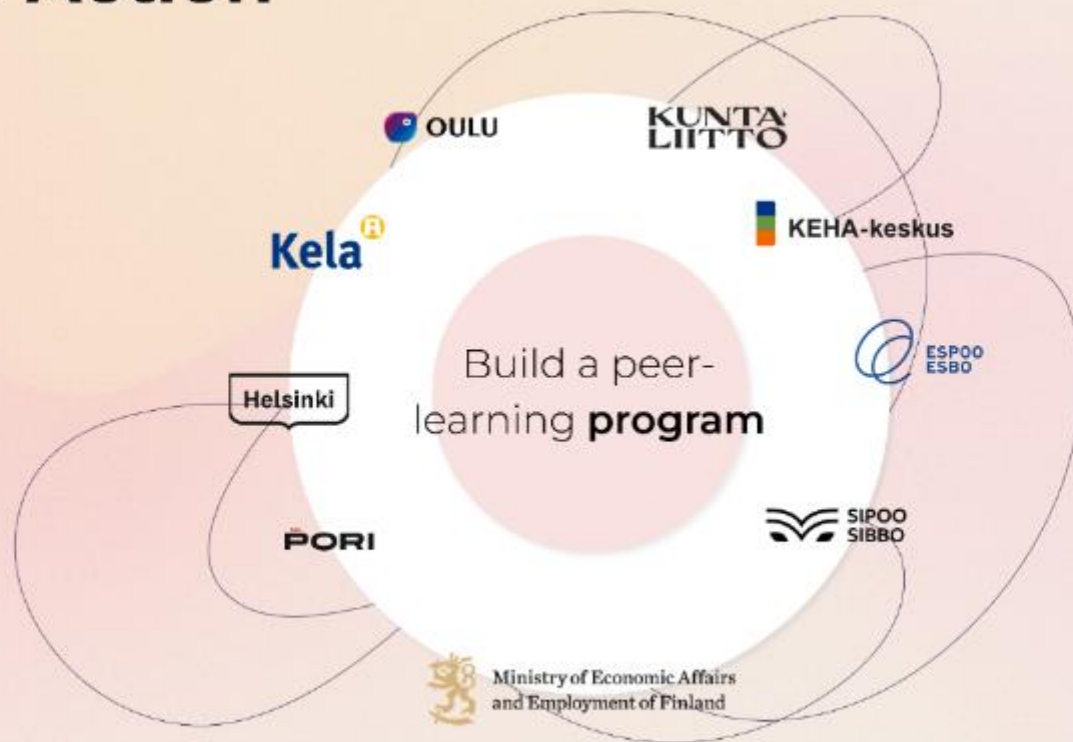 Motion
OULU
KUNTA
LIITTO
Kela
KEHA-keskus
ESPOO
ESBO
Helsinki
Build a peer-
learning program
PORI
SIPOO
SIBBO
Ministry of Economic Affairs
and Employment of Finland